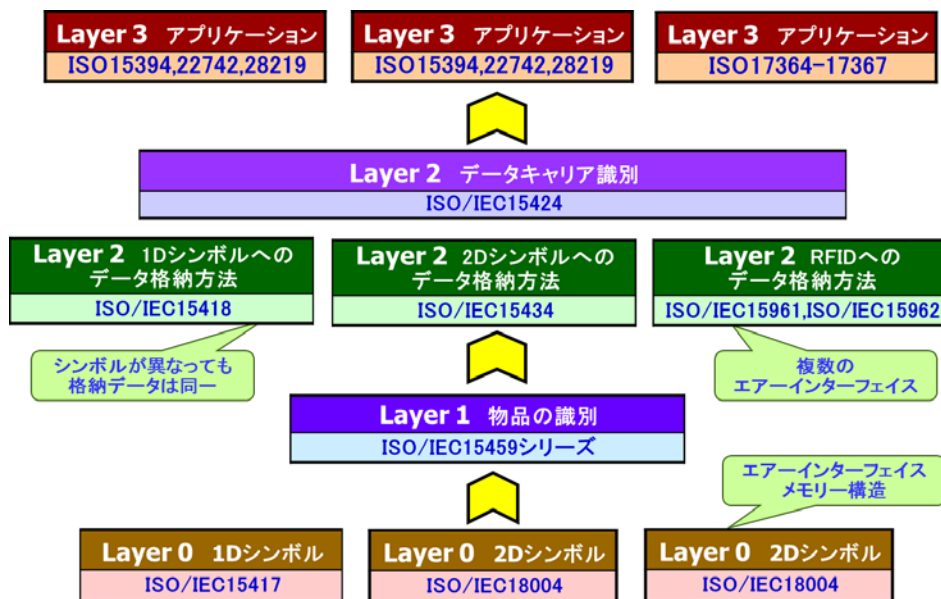 Layer 3 アプリケーション
ISO15394,22742,28219
Layer 3 アプリケーション
ISO15394,22742,28219
Layer 3 アプリケーション
ISO17364-17367
Layer 2 データキャリア識別
ISO/IEC15424
Layer 2 1Dシンボルへの
データ格納方法
ISO/IEC15418
Layer 2 2Dシンボルへの
データ格納方法
ISO/IEC15434
Layer 2 RFIDへの
データ格納方法
ISO/IEC15961,ISO/IEC15962
シンボルが異なっても
格納データは同一
複数の
エアーインターフェイス
Layer 1 物品の識別
ISO/IEC15459シリーズ
エアーインターフェイス
メモリー構造
Layer 0 1Dシンボル
ISO/IEC15417
Layer 0 2Dシンボル
ISO/IEC18004
Layer 0 2Dシンボル
ISO/IEC18004